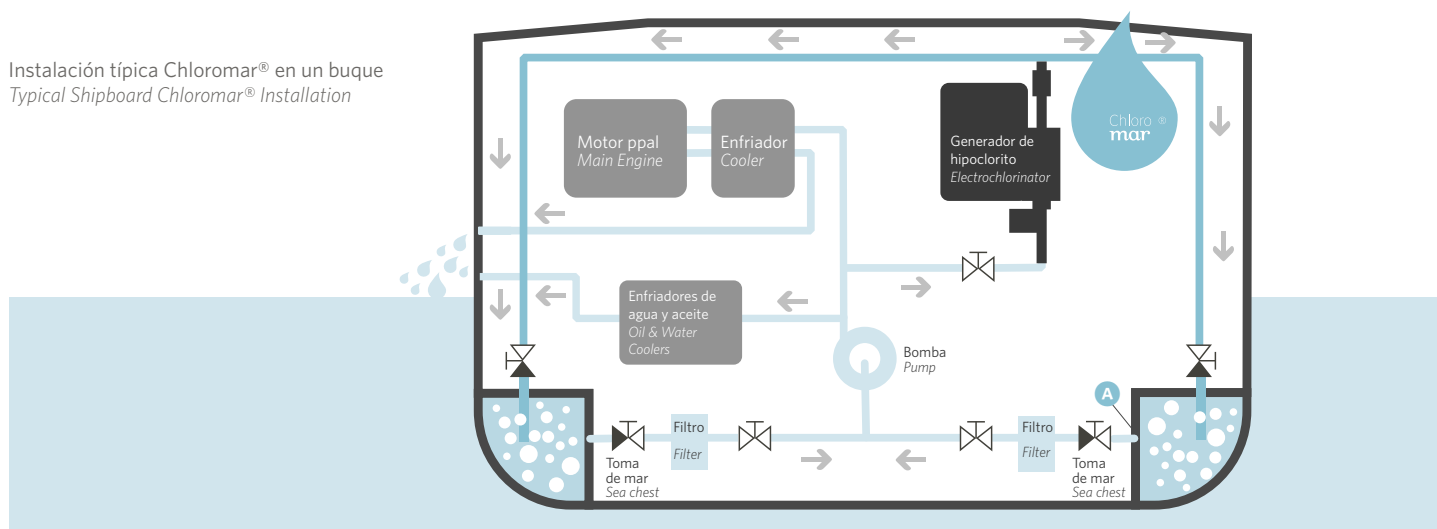 Instalación típica Chloromar® en un buque
Typical Shipboard Chloromar® Installation
Motor ppal
Main Engine
Enfriador
Cooler
Generador de
hipoclorito
Electrochlorinator
Chloro ®
mar
Enfriadores de
agua y aceite
Oil & Water
Coolers
Bomba
Pump
A
Filtro
Filter
Filtro
Filter
Toma
de mar
Sea chest
Toma
de mar
Sea chest